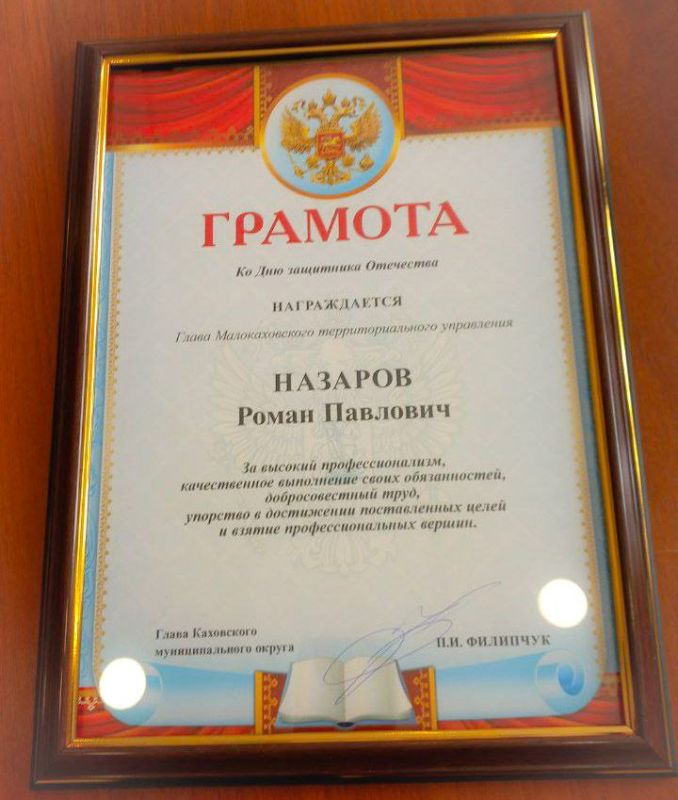 ГРАМОТА
Ко Дню защитника Отечества
НАГРАЖДАЕТСЯ
Глава Малокаховского территориального управления
НАЗАРОВ
Роман Павлович
За высокий профессионализм,
качественное выполнение своих обязанностей,
добросовестный труд,
упорство в достижении поставленных целей
и взятие профессиональных вершин.
Глава Каховского
муниципального округа
П.И. ФИЛИПЧУК